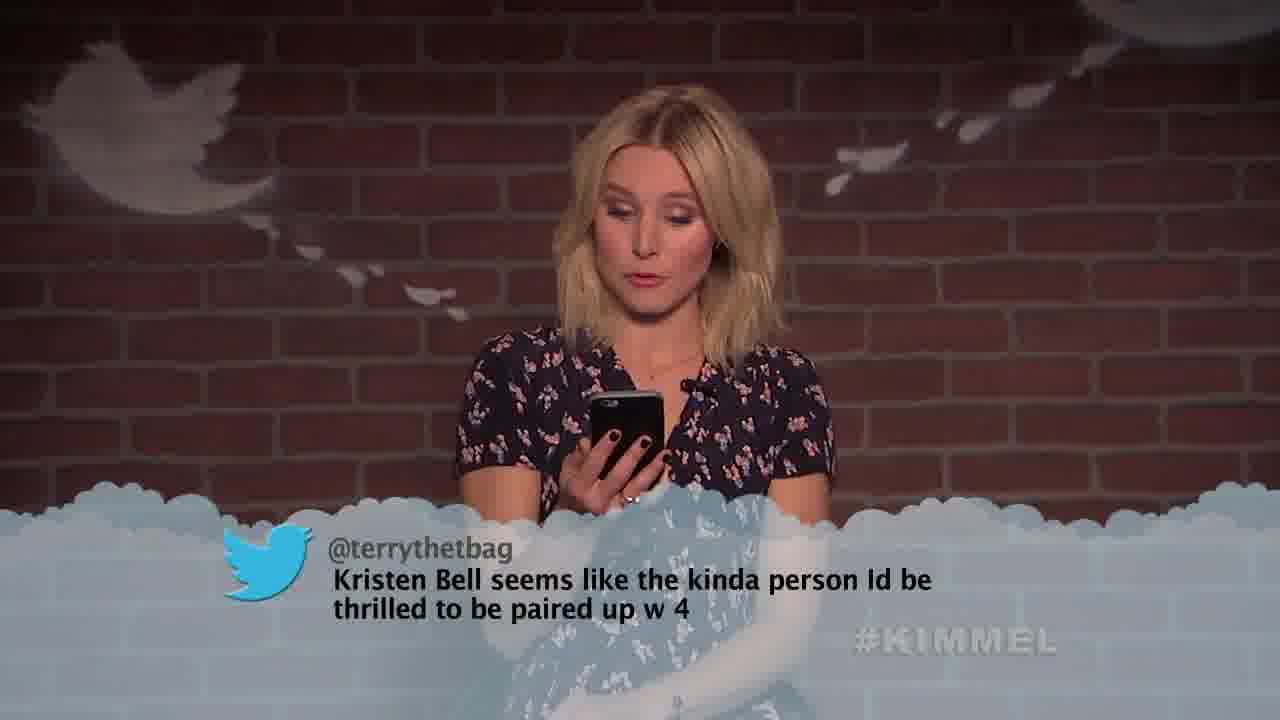 @terrythetbag
Kristen Bell seems like the kinda person Id be
thrilled to be paired up w 4
#KIMMEL